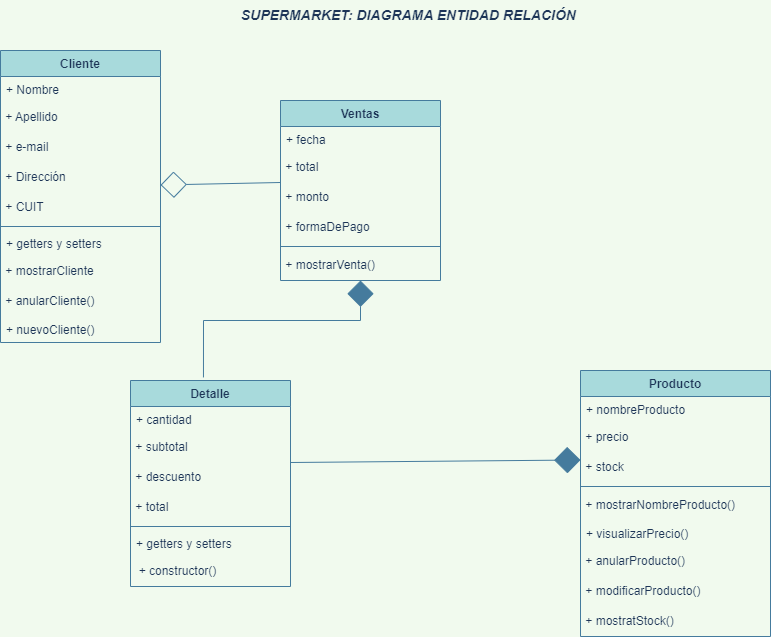 SUPERMARKET: DIAGRAMA ENTIDAD RELACIÓN
Cliente
+ Nombre
+ Apellido
+ e-mail
+ Dirección
+ CUIT
+ getters y setters
+ mostrarCliente
+ anularCliente()
+ nuevoCliente()
Ventas
+ fecha
+ total
+ monto
+ formaDePago
+ mostrarVenta()
Detalle
+ cantidad
+ subtotal
+ descuento
+ total
+ getters y setters
+ constructor()
Producto
+ nombreProducto
+ precio
+ stock
+ mostrarNombreProducto()
+ visualizarPrecio()
+ anularProducto()
+ modificarProducto()
+ mostratStock()